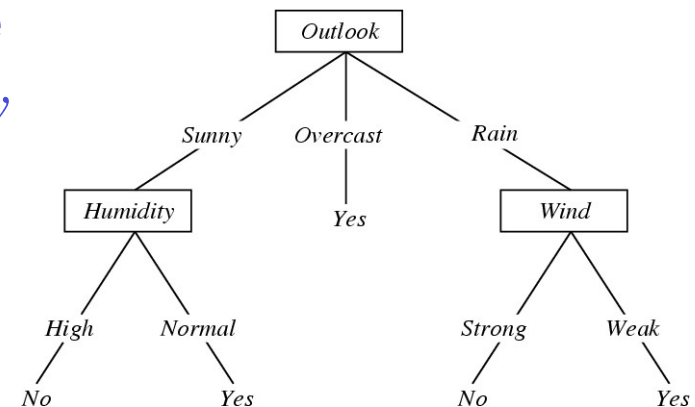 Outlook
Sunny Overcast Rain
Humidity Yes Wind
High Normal Strong Weak
No Yes No Yes